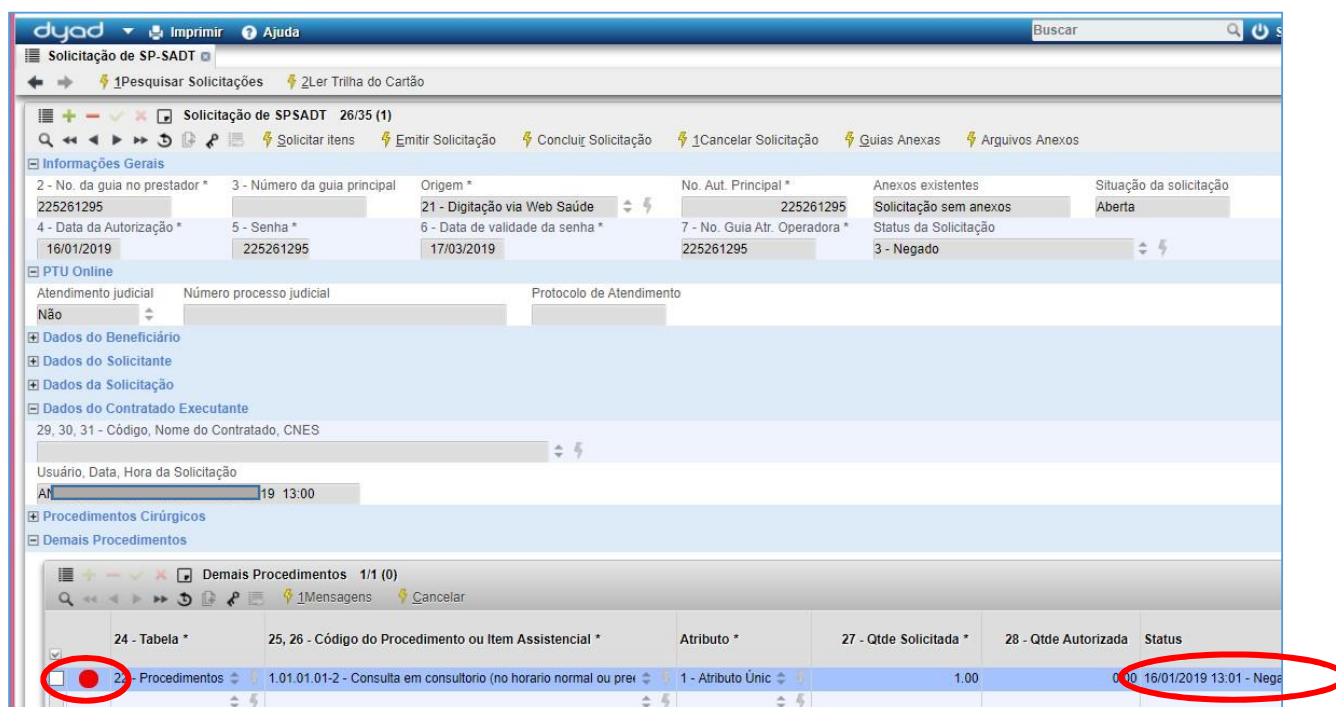 dyad Imprimir Ajuda Buscar
Solicitação de SP-SADT
1Pesquisar Solicitações 2Ler Trilha do Cartão
Solicitação de SPSADT 26/35 (1)
Solicitar itens Emitir Solicitação Concluir Solicitação 1Cancelar Solicitação Guias Anexas Arquivos Anexos
Informações Gerais
2 - No. da guia no prestador * 3 - Número da guia principal Origem * No. Aut. Principal * Anexos existentes Situação da solicitação
225261295 21 - Digitação via Web Saúde 225261295 Solicitação sem anexos Aberta
4 - Data da Autorização * 5 - Senha * 6 - Data de validade da senha * 7 - No. Guia Atr. Operadora * Status da Solicitação
16/01/2019 225261295 17/03/2019 225261295 3 - Negado
PTU Online
Atendimento judicial Número processo judicial Protocolo de Atendimento
Não
Dados do Beneficiário
Dados do Solicitante
Dados da Solicitação
Dados do Contratado Executante
29, 30, 31 - Código, Nome do Contratado, CNES
Usuário, Data, Hora da Solicitação
19 13:00
Procedimentos Cirúrgicos
Demais Procedimentos
Demais Procedimentos 1/1 (0)
1Mensagens Cancelar
24 - Tabela * 25, 26 - Código do Procedimento ou Item Assistencial * Atributo * 27 - Qtde Solicitada * 28 - Qtde Autorizada Status
22 - Procedimentos 1.01.01.01-2 - Consulta em consultorio (no horario normal ou pree 1 - Atributo Únic 1.00 0.00 16/01/2019 13:01 - Nega